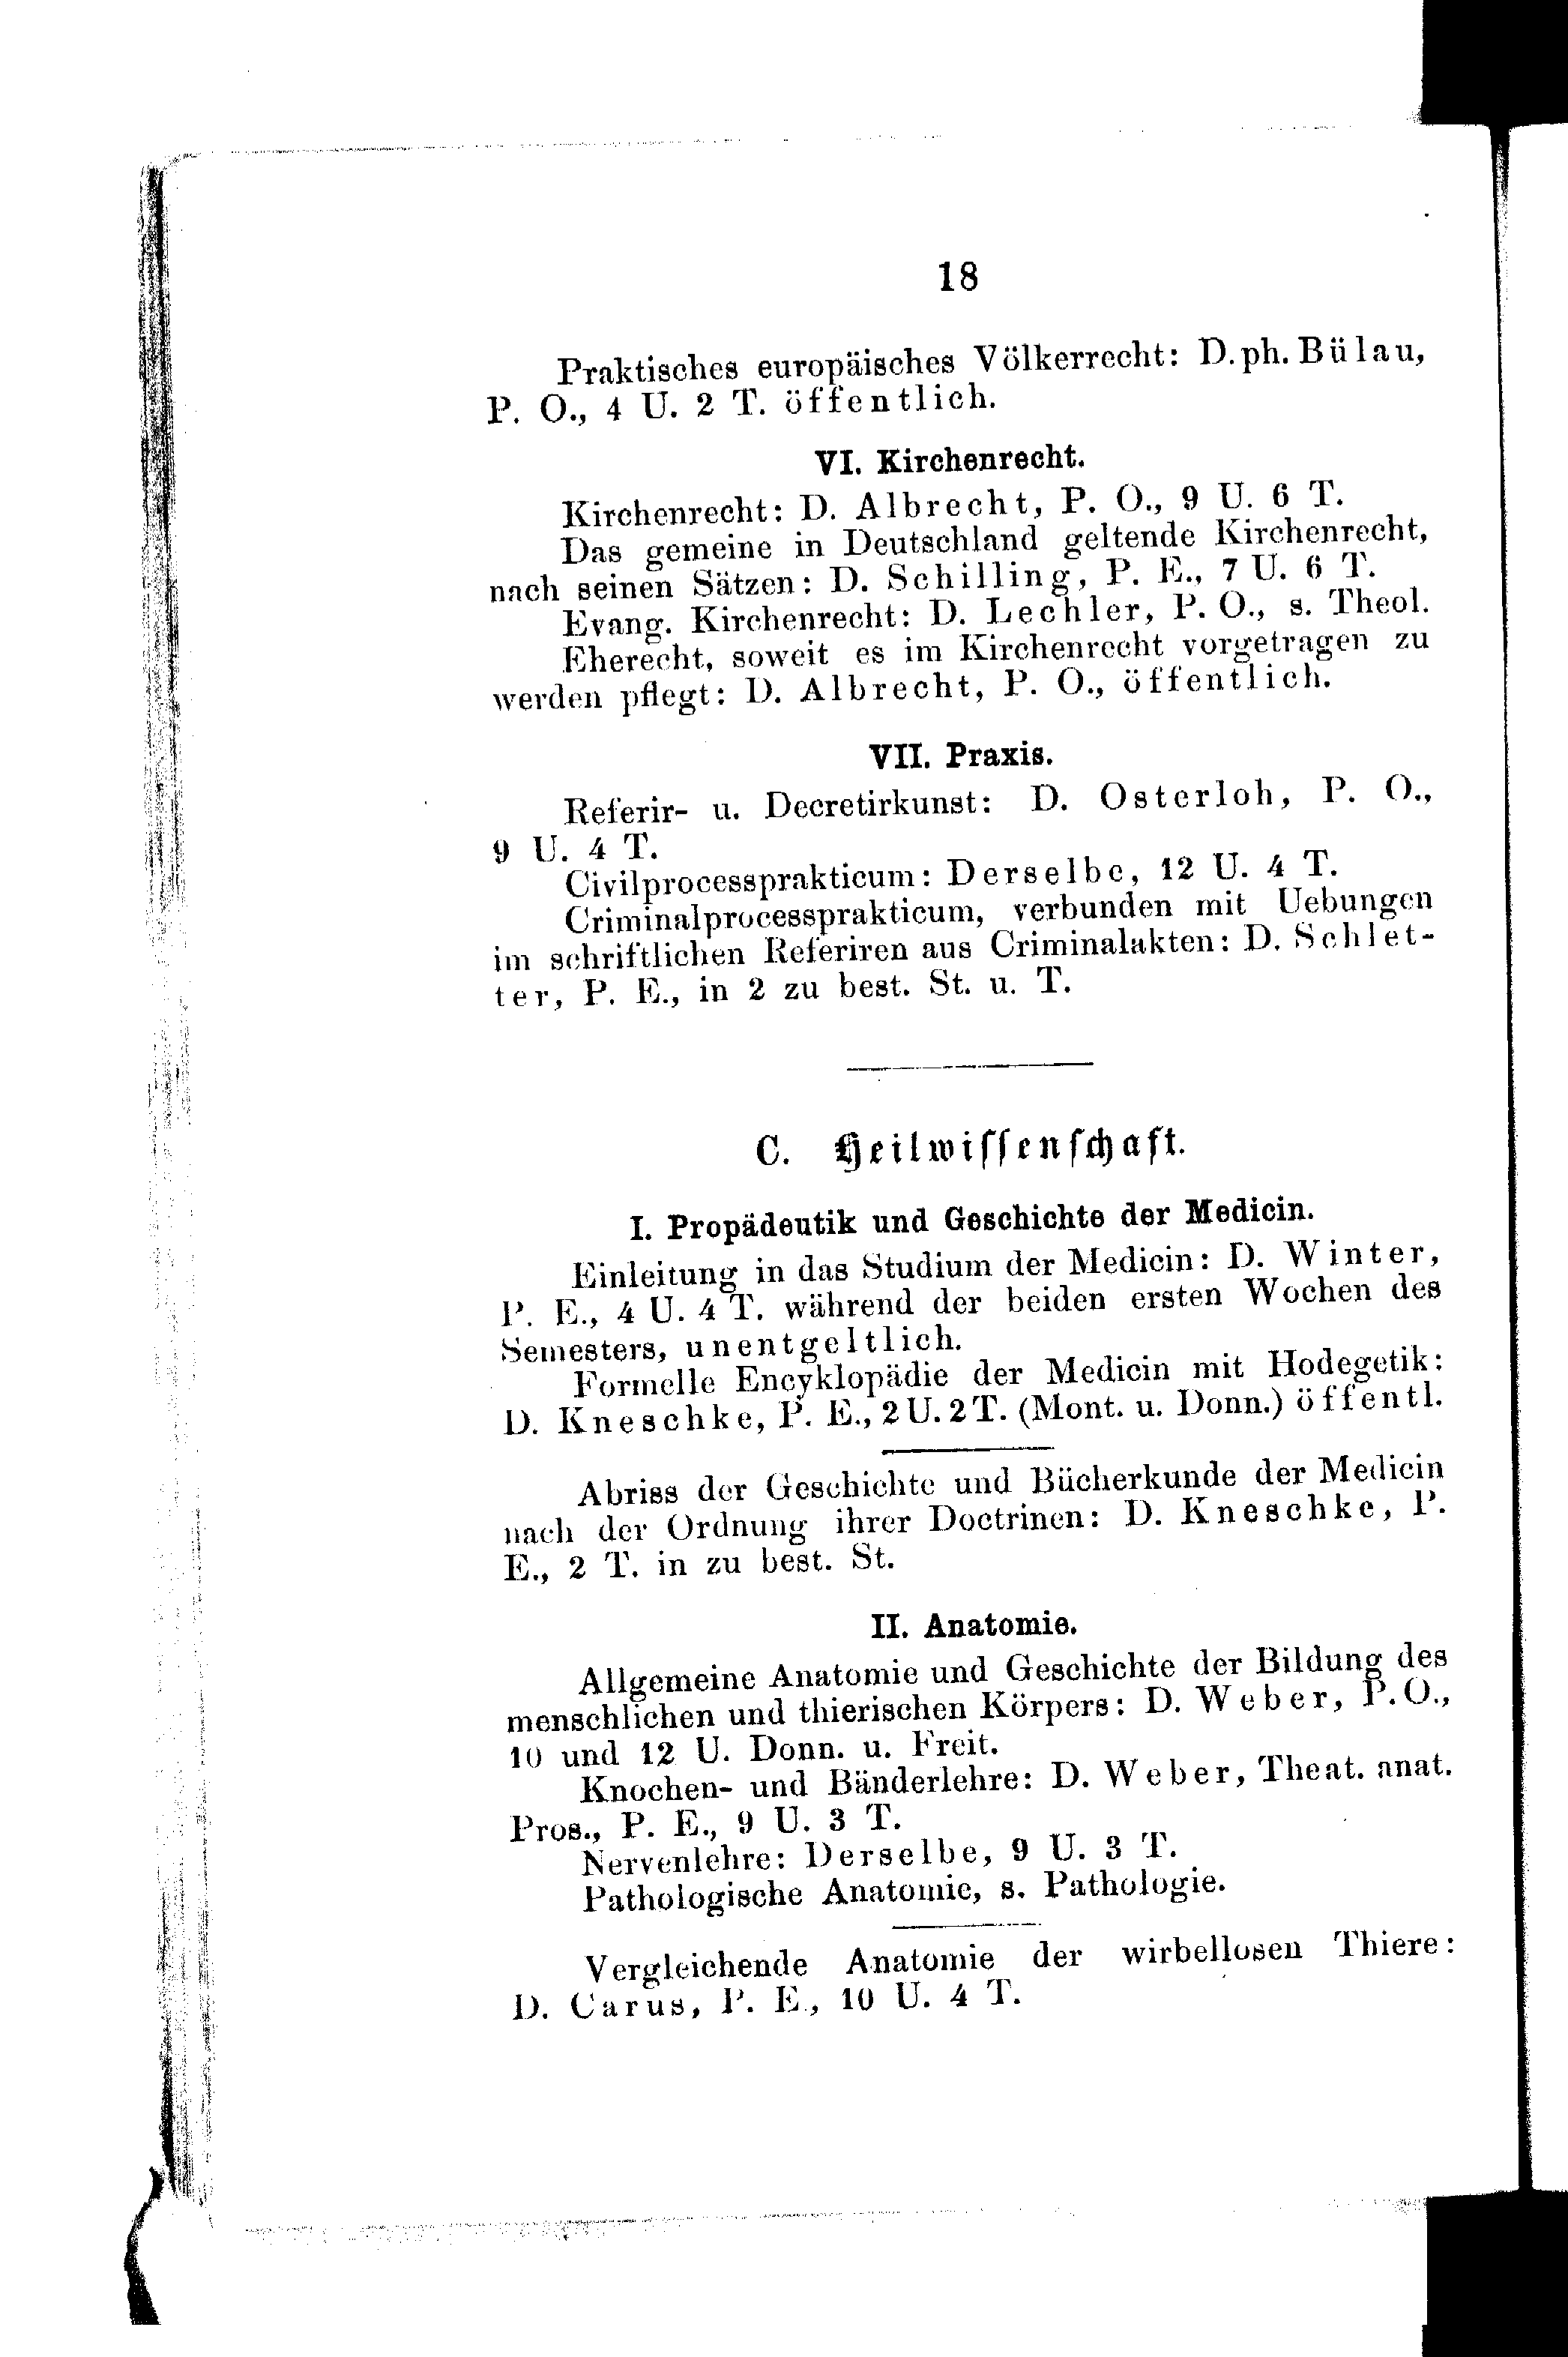 18
Praktisches europäisches Völkerrecht: D. ph. Bülau,
P. O., 4 U. 2 T. öffentlich.
VI. Kirchenrecht.
Kirchenrecht: D. Albrecht, P. O., 9 U. 6 T.
Das gemeine in Deutschland geltende Kirchenrecht,
nach seinen Sätzen: D. Schilling, P. E., 7 U. 6 T.
Evang. Kirchenrecht: D. Lechler, P. O., s. Theol.
Eherecht, soweit es im Kirchenrecht vorgetragen zu
werden pflegt: D. Albrecht, P. O., öffentlich.
VII. Praxis.
Referir- u. Decretirkunst: D. Osterloh, P. O.,
9 U. 4 T.
Civilprocessprakticum: Derselbe, 12 U. 4 T.
Criminalprocessprakticum, verbunden mit Uebungen
im schriftlichen Referiren aus Criminalakten: D. Schlet-
ter, P. E., in 2 zu best. St. u. T.
C. Heilwissenschaft.
I. Propädeutik und Geschichte der Medicin.
Einleitung in das Studium der Medicin: D. Winter,
P. E., 4 U. 4 T. während der beiden ersten Wochen des
Semesters, unentgeltlich.
Formelle Encyklopädie der Medicin mit Hodegetik:
D. Kneschke, P. E., 2 U. 2 T. (Mont. u. Donn.) öffentl.
Abriss der Geschichte und Bücherkunde der Medicin
nach der Ordnung ihrer Doctrinen: D. Kneschke, P.
E., 2 T. in zu best. St.
II. Anatomie.
Allgemeine Anatomie und Geschichte der Bildung des
menschlichen und thierischen Körpers: D. Weber, P. O.,
10 und 12 U. Donn. u. Freit.
Knochen- und Bänderlehre: D. Weber, Theat. anat.
Pros., P. E., 9 U. 3 T.
Nervenlehre: Derselbe, 9 U. 3 T.
Pathologische Anatomie, s. Pathologie.
Vergleichende Anatomie der wirbellosen Thiere:
D. Carus, P. E., 10 U. 4 T.